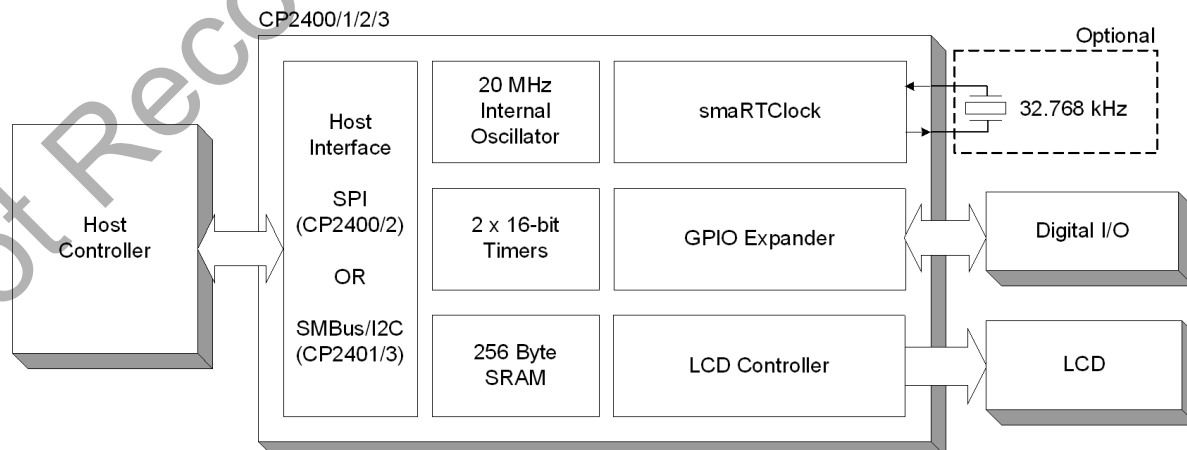 CP2400/1/2/3
Optional
Host
Controller
Host
Interface
SPI
(CP2400/2)
OR
SMBus/I2C
(CP2401/3)
20 MHz
Internal
Oscillator
smaRTClock
32.768 kHz
2 x 16-bit
Timers
GPIO Expander
Digital I/O
256 Byte
SRAM
LCD Controller
LCD